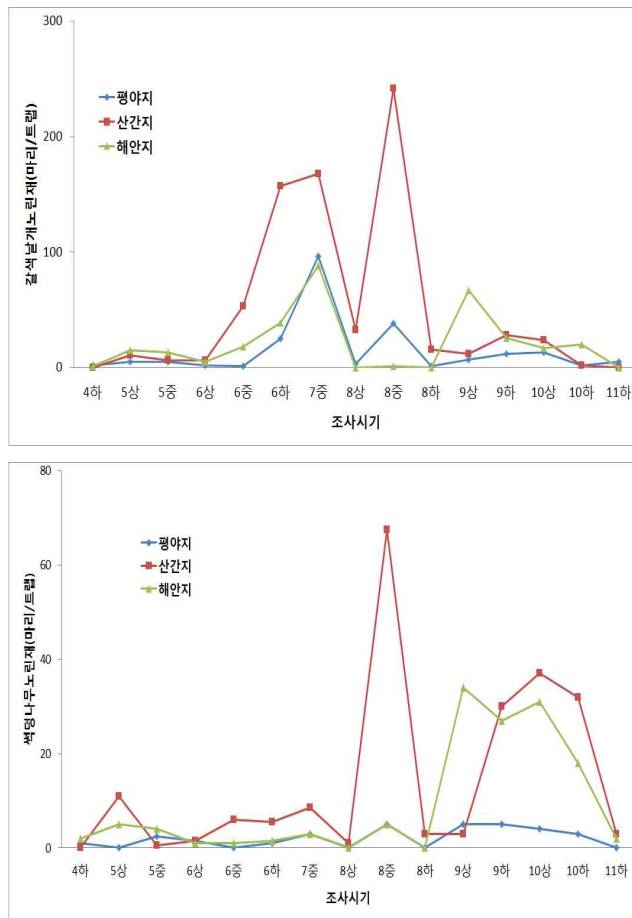 300
200
100
0
갈색날개노린재(마리/트랩)
평야지
산간지
해안지
4하 5상 5중 6상 6중 6하 7중 8상 8중 8하 9상 9하 10상 10하 11하
조사시기
80
60
40
20
0
썩덩나무노린재(마리/트랩)
평야지
산간지
해안지
4하 5상 5중 6상 6중 6하 7중 8상 8중 8하 9상 9하 10상 10하 11하
조사시기